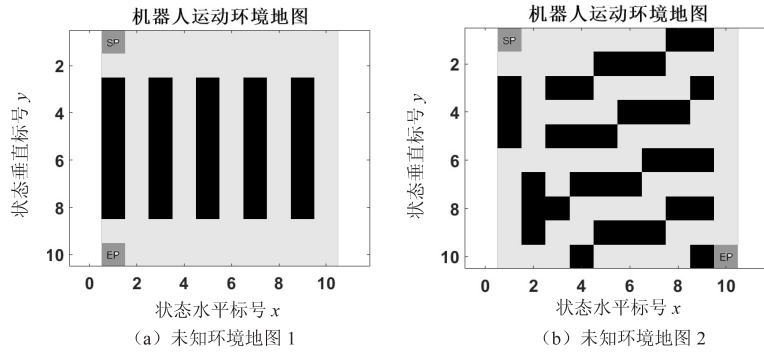 机器人运动环境地图
SP
2
4
6
8
10
EP
0 2 4 6 8 10
状态垂直标号 y
状态水平标号 x
（a）未知环境地图 1
机器人运动环境地图
SP
2
4
6
8
10
EP
0 2 4 6 8 10
状态垂直标号 y
状态水平标号 x
（b）未知环境地图 2